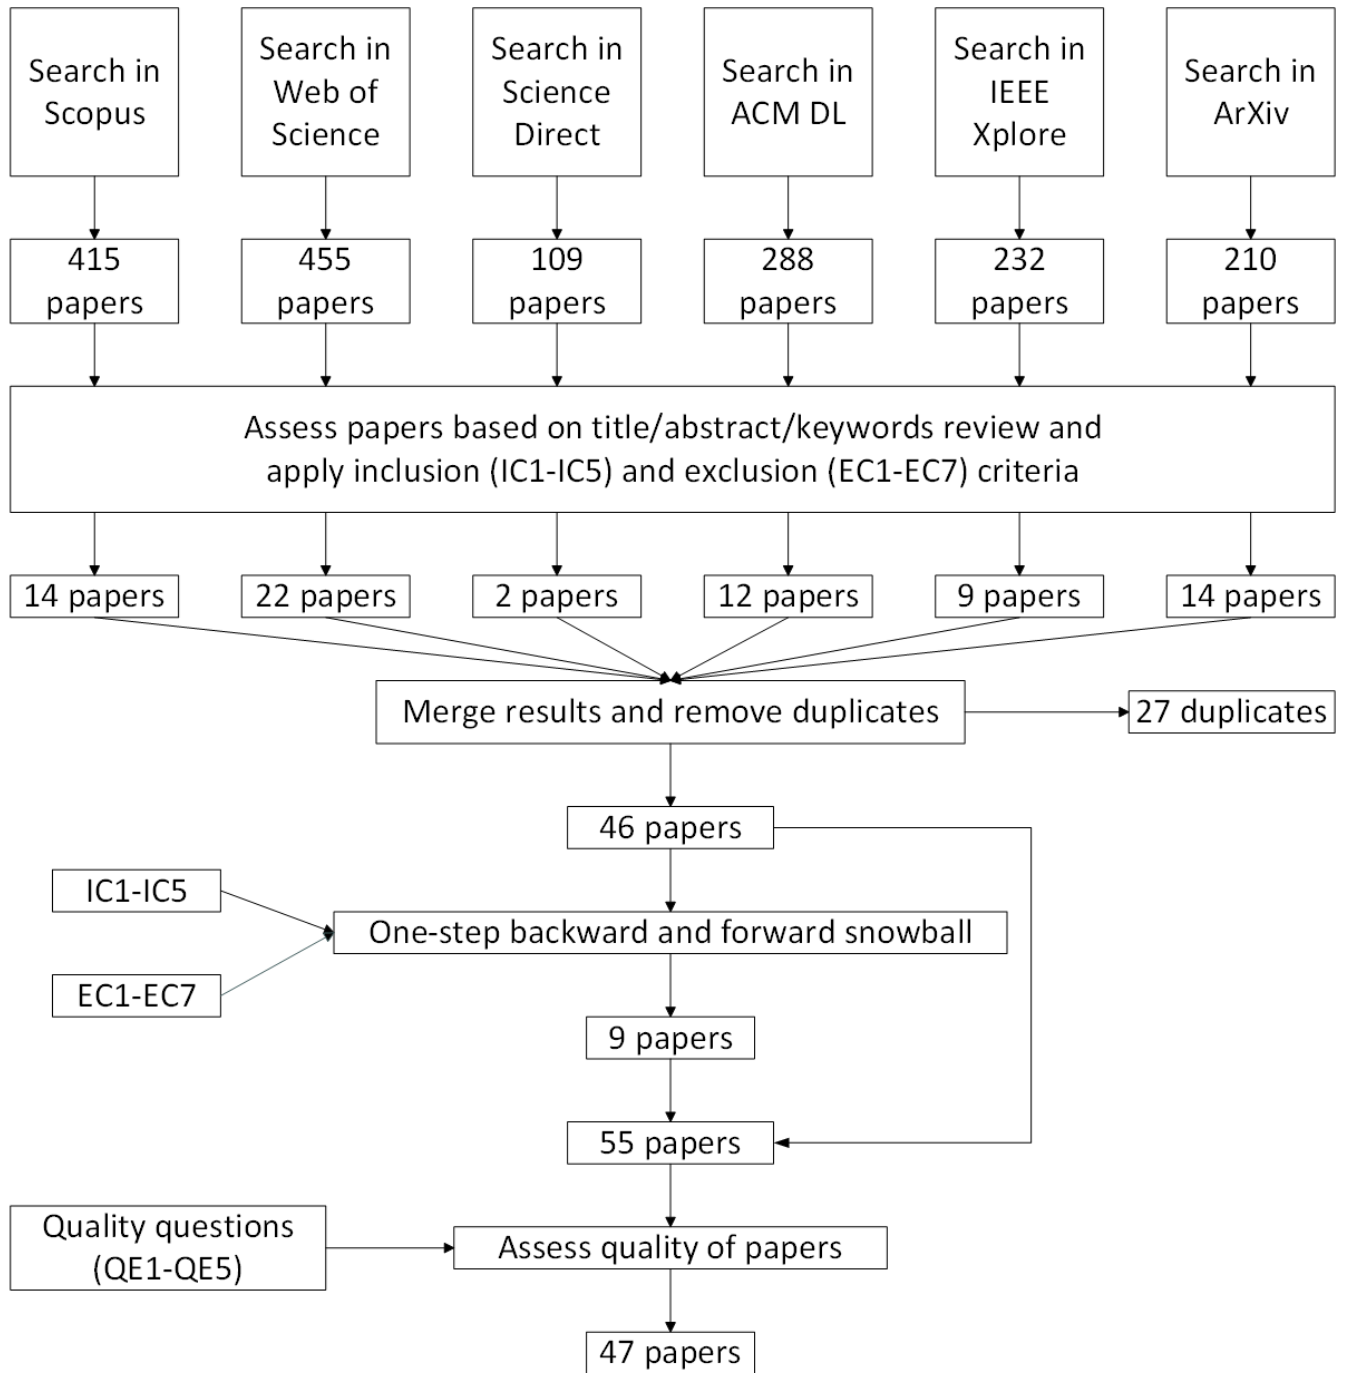 Search in
Scopus
Search in
Web of
Science
Search in
Science
Direct
Search in
ACM DL
Search in
IEEE
Xplore
Search in
ArXiv
415
papers
455
papers
109
papers
288
papers
232
papers
210
papers
Assess papers based on title/abstract/keywords review and
apply inclusion (IC1-IC5) and exclusion (EC1-EC7) criteria
14 papers
22 papers
2 papers
12 papers
9 papers
14 papers
Merge results and remove duplicates
27 duplicates
46 papers
IC1-IC5
One-step backward and forward snowball
EC1-EC7
9 papers
55 papers
Quality questions
(QE1-QE5)
Assess quality of papers
47 papers